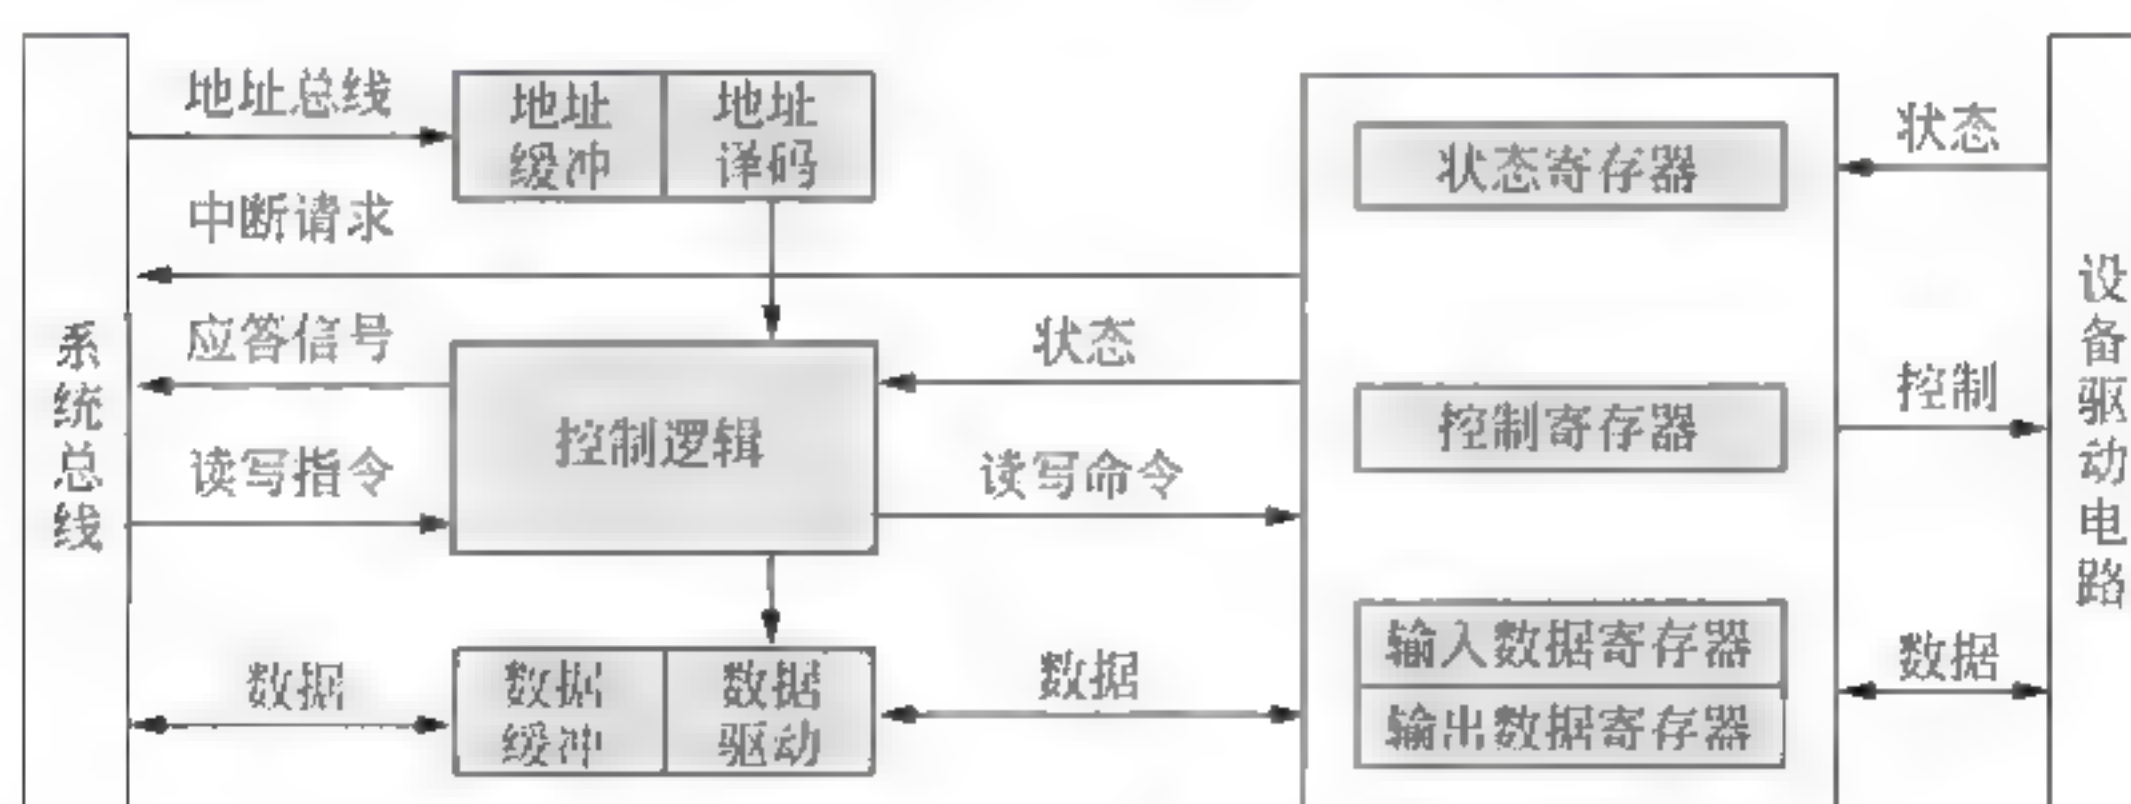 系统总线
地址总线
地址
缓冲
地址
译码
中断请求
应答信号
读写指令
控制逻辑
状态
读写命令
数据
数据
缓冲
数据
驱动
数据
状态寄存器
控制寄存器
输入数据寄存器
输出数据寄存器
状态
控制
数据
设备驱动电路